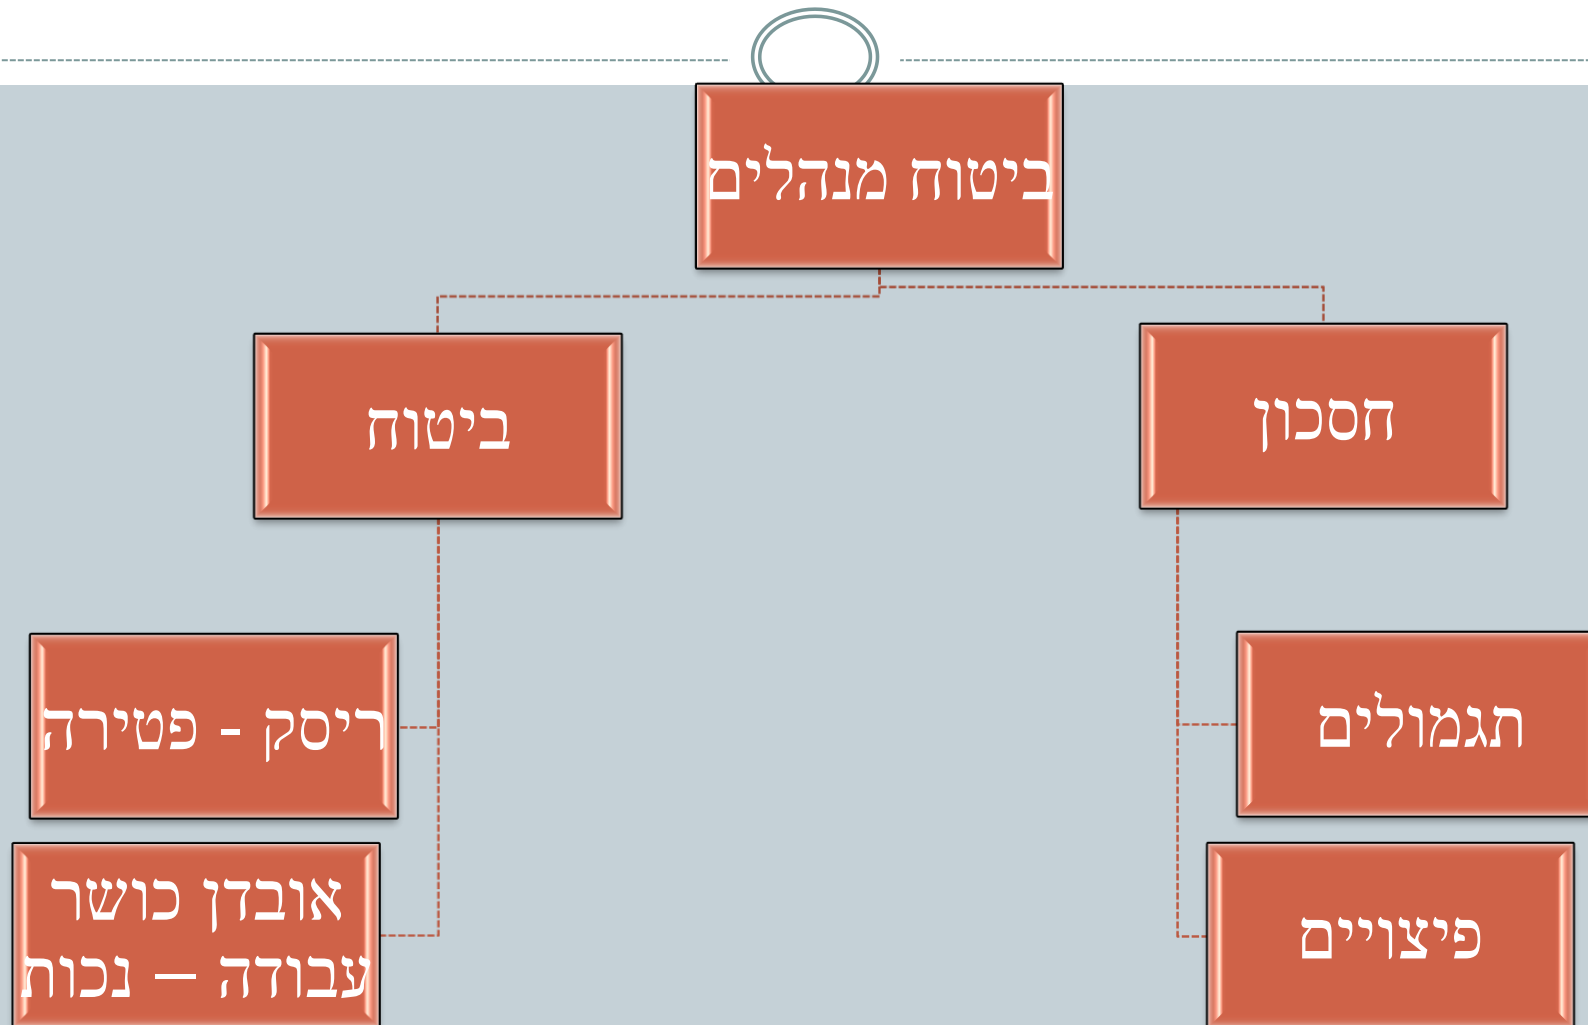 ביטוח מנהלים
חסכון
ביטוח
תגמולים
ריסק - פטירה
פיצויים
אובדן כושר
עבודה – נכות